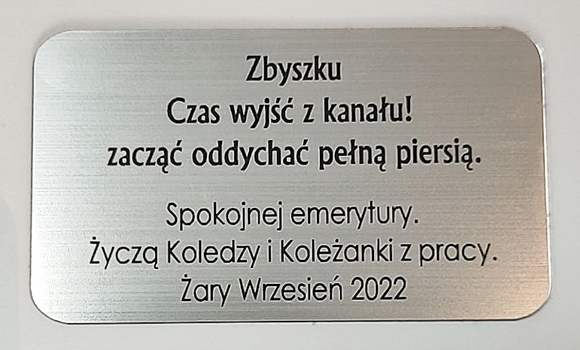 Zbyszku
Czas wyjść z kanału!
zacząć oddychać pełną piersią.
Spokojnej emerytury.
Życzą Koledzy i Koleżanki z pracy.
Żary Wrzesień 2022